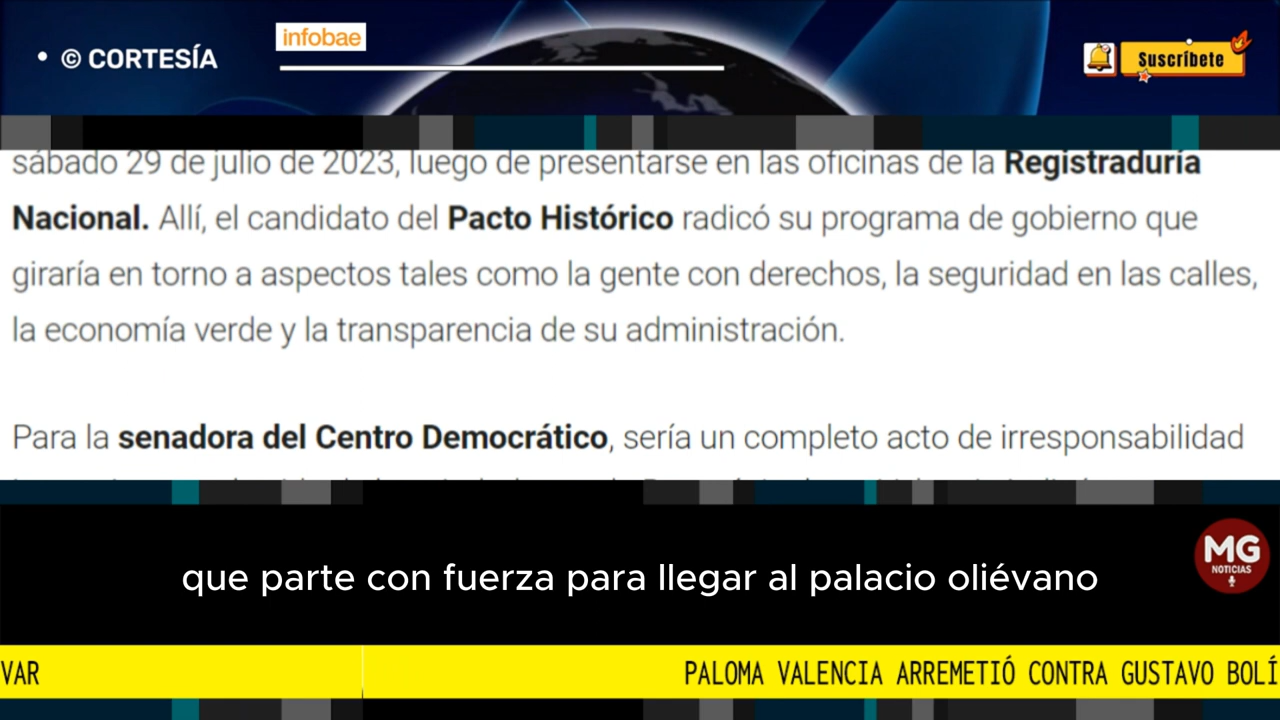 • © CORTESÍA
infobae
Suscríbete
sábado 29 de julio de 2023, luego de presentarse en las oficinas de la Registraduría
Nacional. Allí, el candidato del Pacto Histórico radicó su programa de gobierno que
giraría en torno a aspectos tales como la gente con derechos, la seguridad en las calles,
la economía verde y la transparencia de su administración.
Para la senadora del Centro Democrático, sería un completo acto de irresponsabilidad
MG
NOTICIAS
que parte con fuerza para llegar al palacio oliévano
VAR
PALOMA VALENCIA ARREMETIÓ CONTRA GUSTAVO BOLÍ